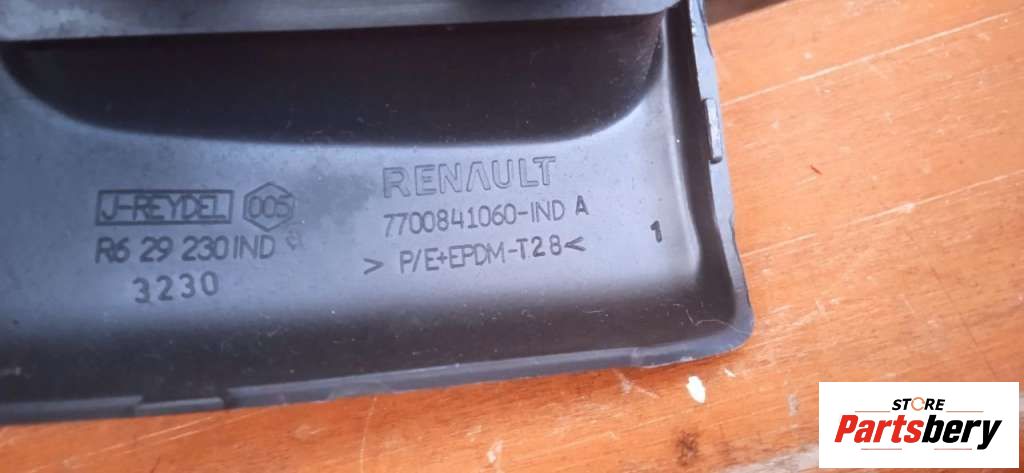 J-REYDEL 005
R6 29 230 IND
3230
RENAULT
7700841060-IND A
> P/E+EPDM-T28<
1
STORE
Partsbery